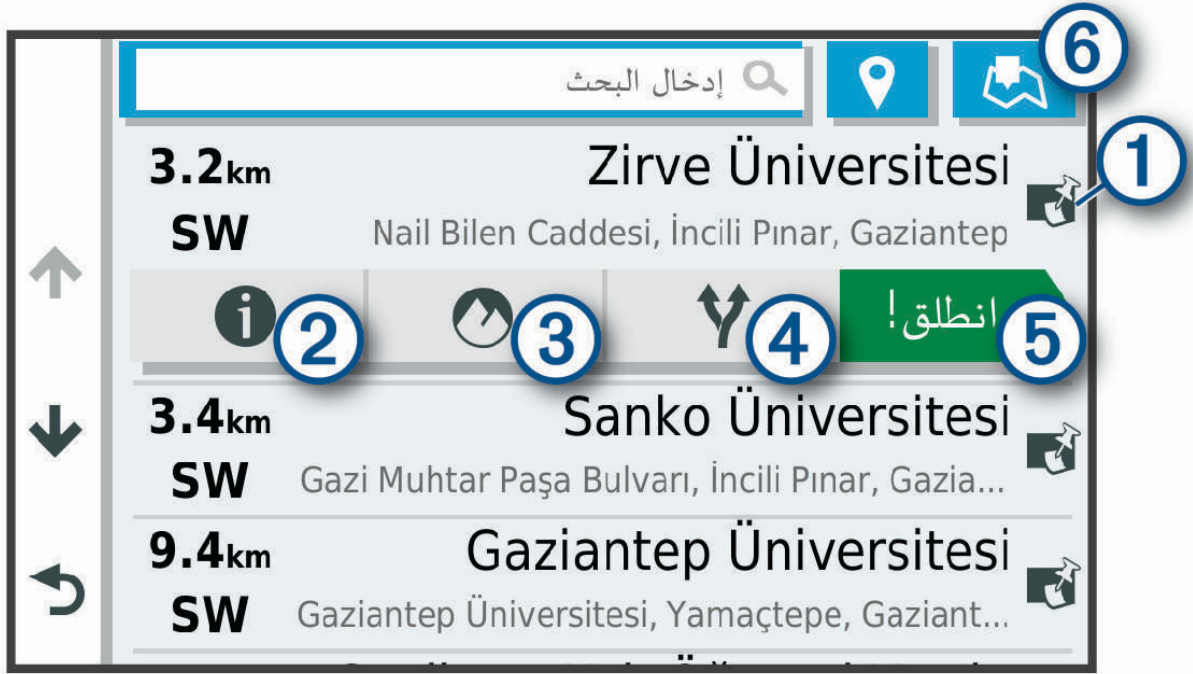 إدخال البحث
6
Zirve Üniversitesi
3.2km
1
Nail Bilen Caddesi, İncili Pınar, Gaziantep
SW
انطلق!
5
4
3
2
Sanko Üniversitesi
3.4km
Gazi Muhtar Paşa Bulvarı, İncili Pınar, Gazia...
SW
Gaziantep Üniversitesi
9.4km
Gaziantep Üniversitesi, Yamaçtepe, Gaziant...
SW